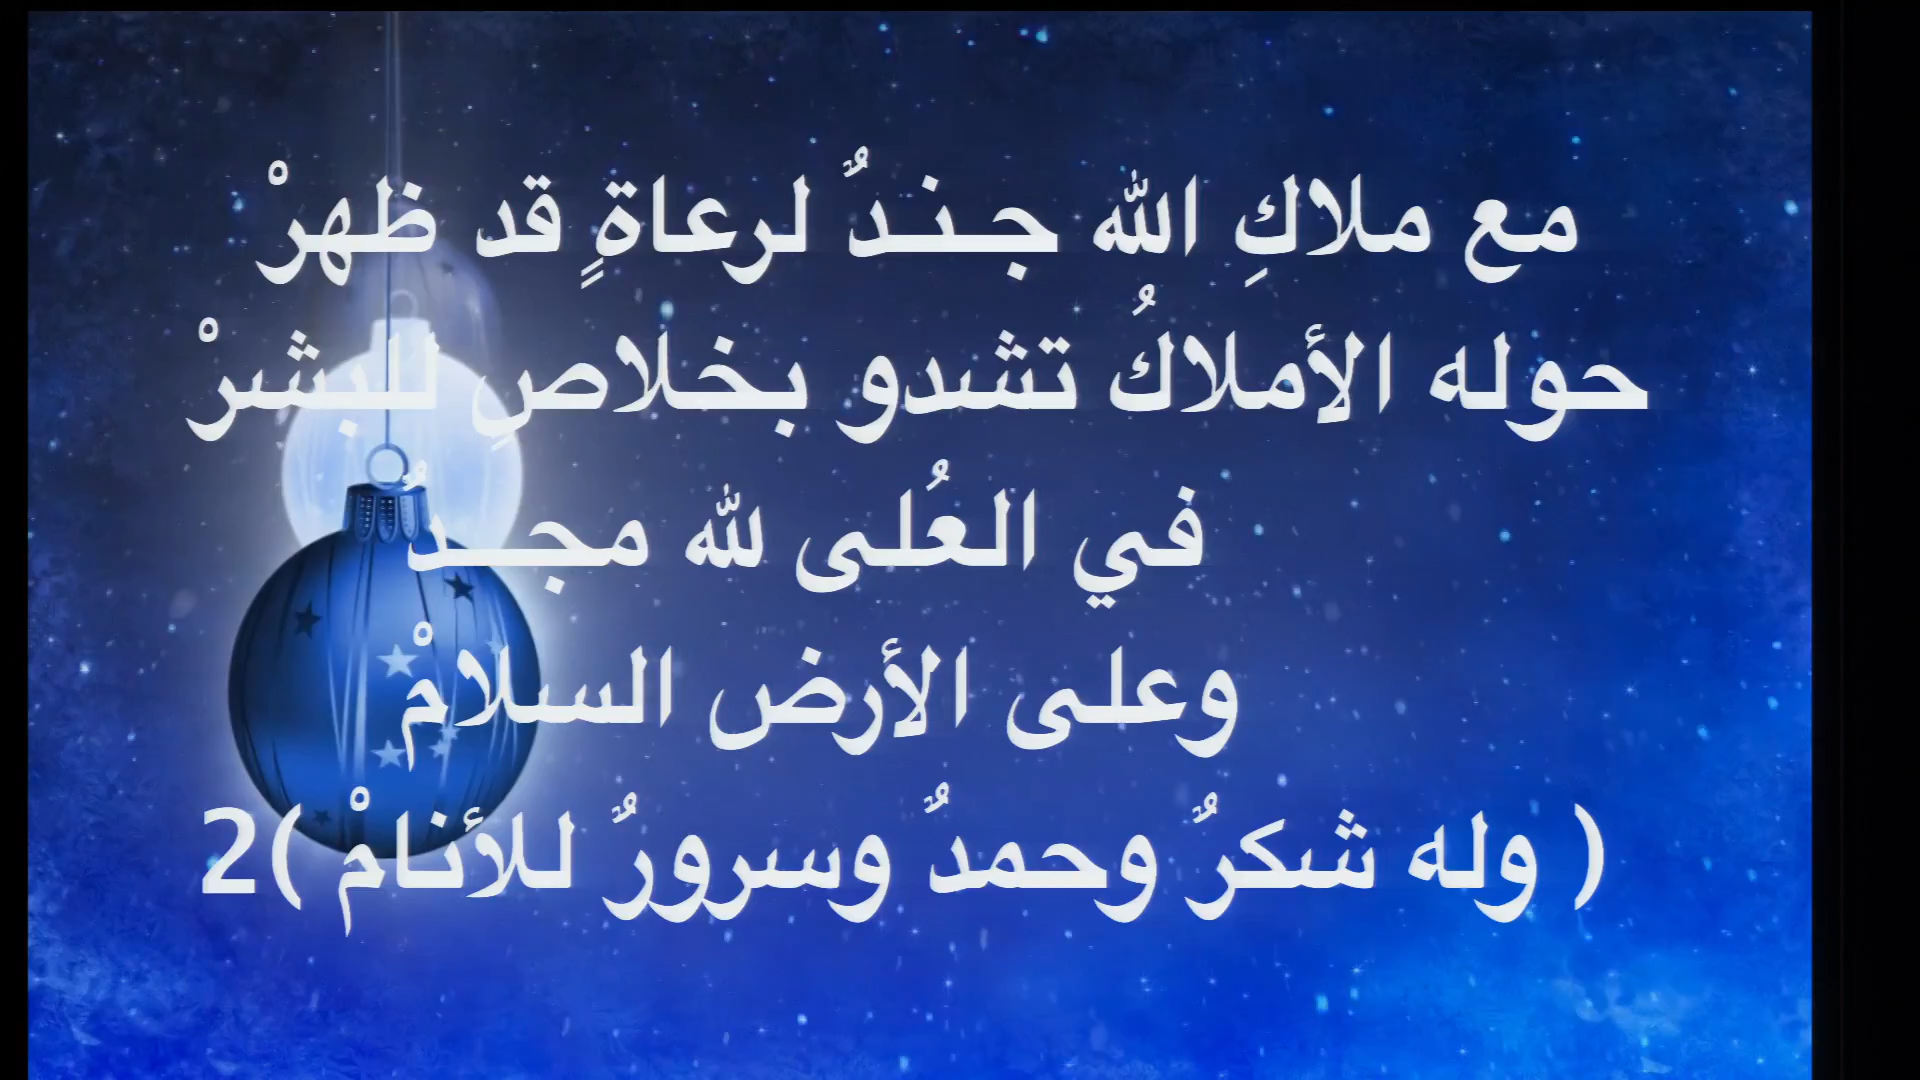 مع ملاكِ الله جـنـدٌ لرعاةٍ قد ظهرْ
حوله الأملاكُ تشدو بخلاصِ للبشرْ
في العُلى لله مجـــدٌ
وعلى الأرض السلامْ
( وله شكرٌ وحمدٌ وسرورٌ للأنامْ )2